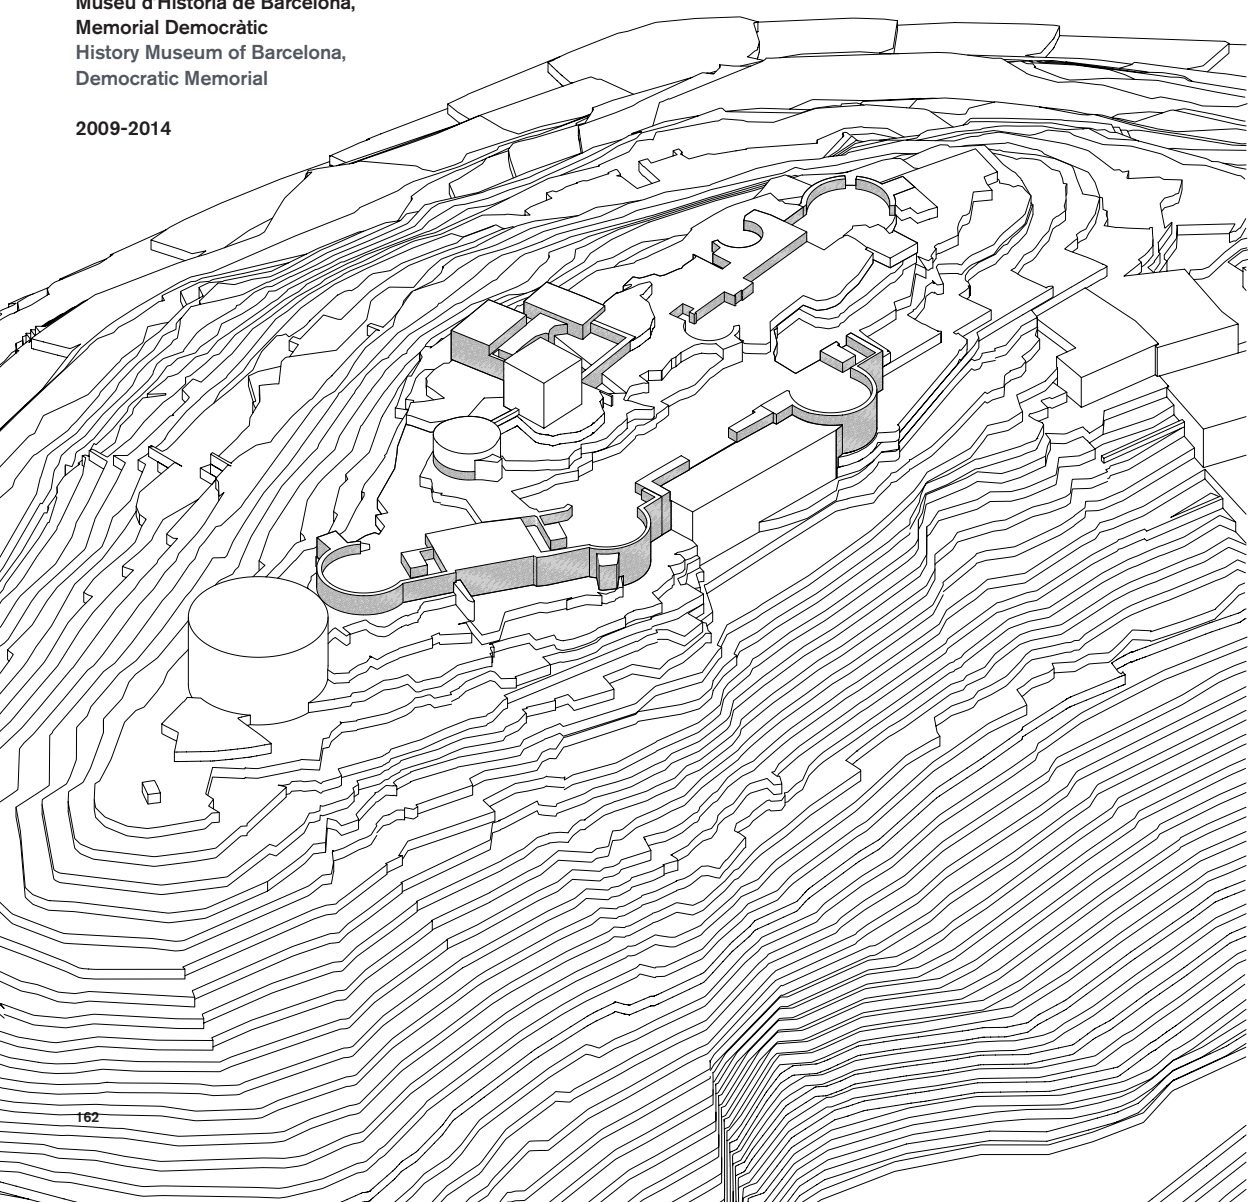 Museu d'Història de Barcelona,
Memorial Democràtic
History Museum of Barcelona,
Democratic Memorial
2009-2014
162